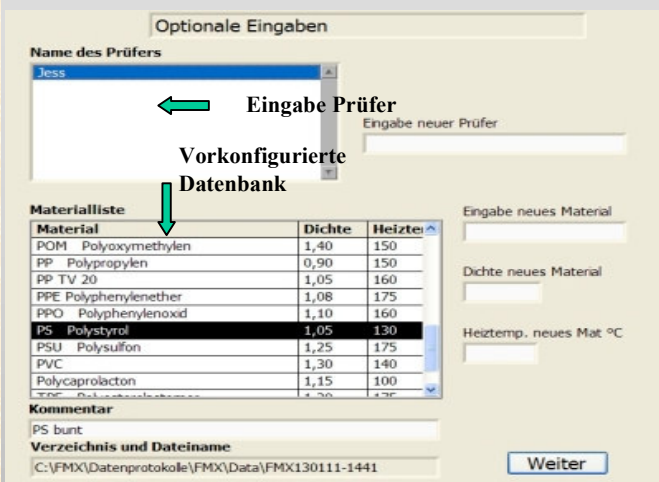 Optionale Eingaben
Name des Prüfers
Jess
Eingabe Prüfer
Eingabe neuer Prüfer
Vorkonfigurierte
Datenbank
Materialliste
Eingabe neues Material
Material Dichte Heizte
POM Polyoxymethylen 1,40 150
PP Polypropylen 0,90 150
PP TV 20 1,05 160
Dichte neues Material
PPE Polyphenylenether 1,08 175
PPO Polyphenylenoxid 1,10 160
PS Polystyrol 1,05 130
Heiztemp. neues Mat °C
PSU Polysulfon 1,25 175
PVC 1,30 140
Polycaprolacton 1,15 100
Kommentar
PS bunt
Verzeichnis und Dateiname
C:\FMX\Datenprotokolle\FMX\Data\FMX130111-1441
Weiter